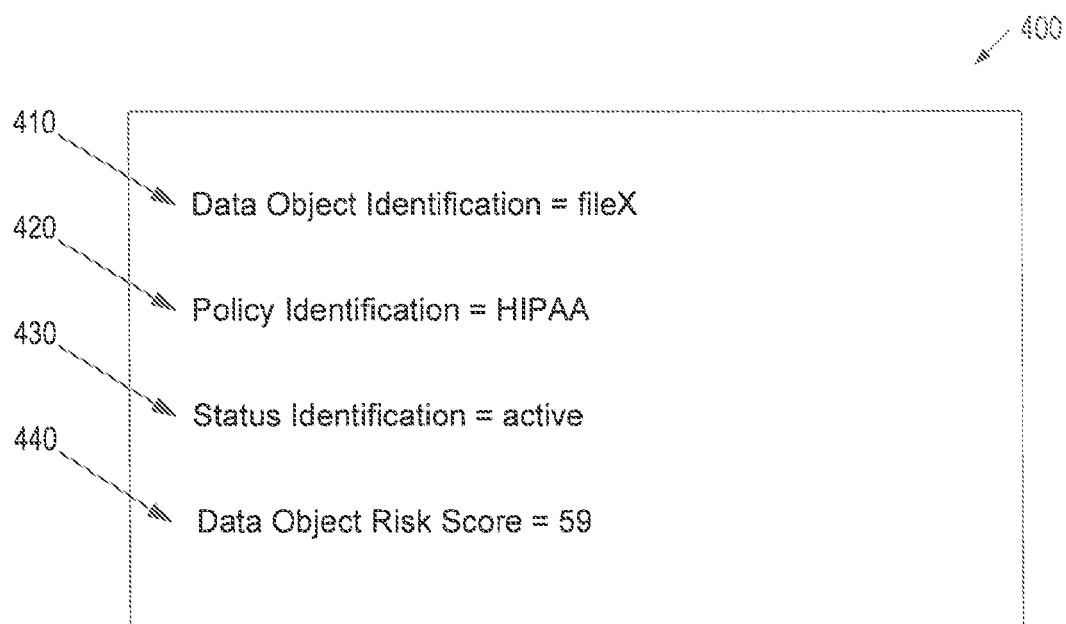 400
410
Data Object Identification = fileX
420
Policy Identification = HIPAA
430
Status Identification = active
440
Data Object Risk Score = 59